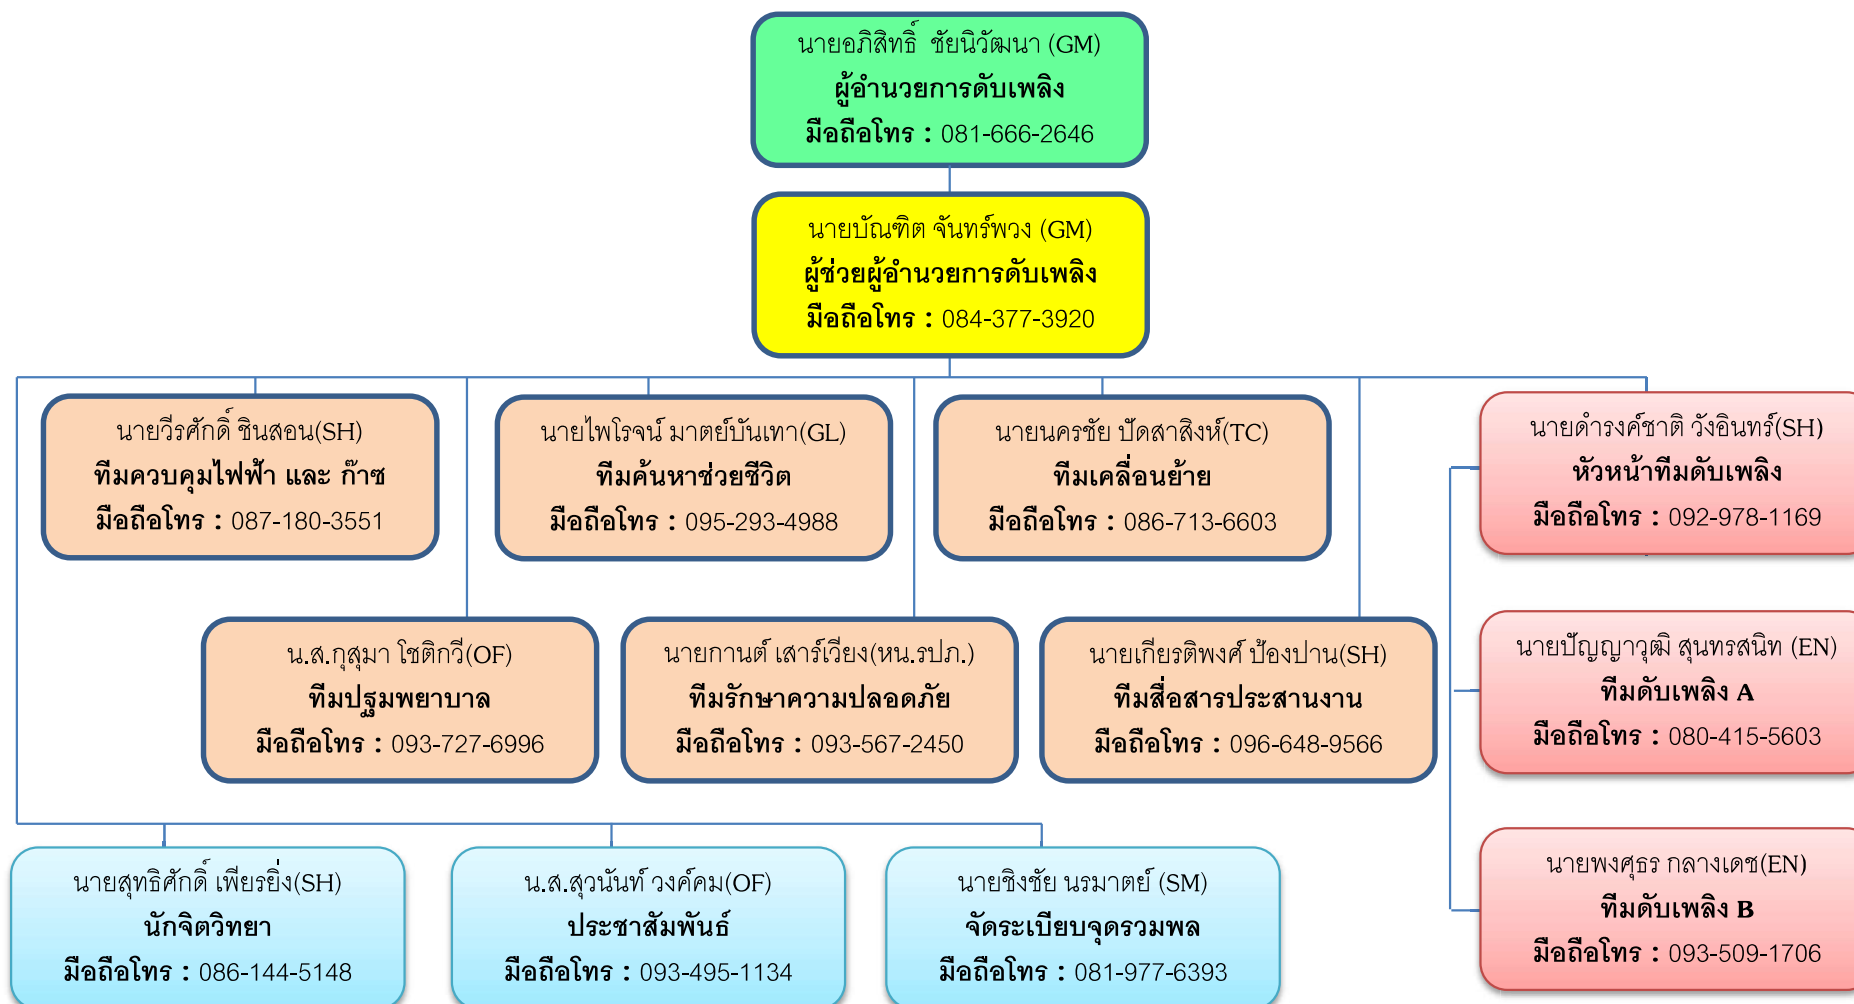 นายอภิสิทธิ์ ชัยนิวัฒนา (GM)
ผู้อำนวยการดับเพลิง
มือถือโทร : 081-666-2646
นายบัณฑิต จันทร์พวง (GM)
ผู้ช่วยผู้อำนวยการดับเพลิง
มือถือโทร : 084-377-3920
นายวีรศักดิ์ ชินสอน(SH)
ทีมควบคุมไฟฟ้า และ ก๊าซ
มือถือโทร : 087-180-3551
นายไพโรจน์ มาตย์บันเทา(GL)
ทีมค้นหาช่วยชีวิต
มือถือโทร : 095-293-4988
นายนครชัย ปัดสาสิงห์(TC)
ทีมเคลื่อนย้าย
มือถือโทร : 086-713-6603
นายดำรงค์ชาติ วังอินทร์(SH)
หัวหน้าทีมดับเพลิง
มือถือโทร : 092-978-1169
น.ส.กุสุมา โชติกวี(OF)
ทีมปฐมพยาบาล
มือถือโทร : 093-727-6996
นายกานต์ เสาร์เวียง(หน.รปภ.)
ทีมรักษาความปลอดภัย
มือถือโทร : 093-567-2450
นายเกียรติพงศ์ ป้องปาน(SH)
ทีมสื่อสารประสานงาน
มือถือโทร : 096-648-9566
นายปัญญาวุฒิ สุนทรสนิท (EN)
ทีมดับเพลิง A
มือถือโทร : 080-415-5603
นายสุทธิศักดิ์ เพียรยิ่ง(SH)
นักจิตวิทยา
มือถือโทร : 086-144-5148
น.ส.สุวนันท์ วงค์คม(OF)
ประชาสัมพันธ์
มือถือโทร : 093-495-1134
นายชิงชัย นรมาตย์ (SM)
จัดระเบียบจุดรวมพล
มือถือโทร : 081-977-6393
นายพงศุธร กลางเดช(EN)
ทีมดับเพลิง B
มือถือโทร : 093-509-1706